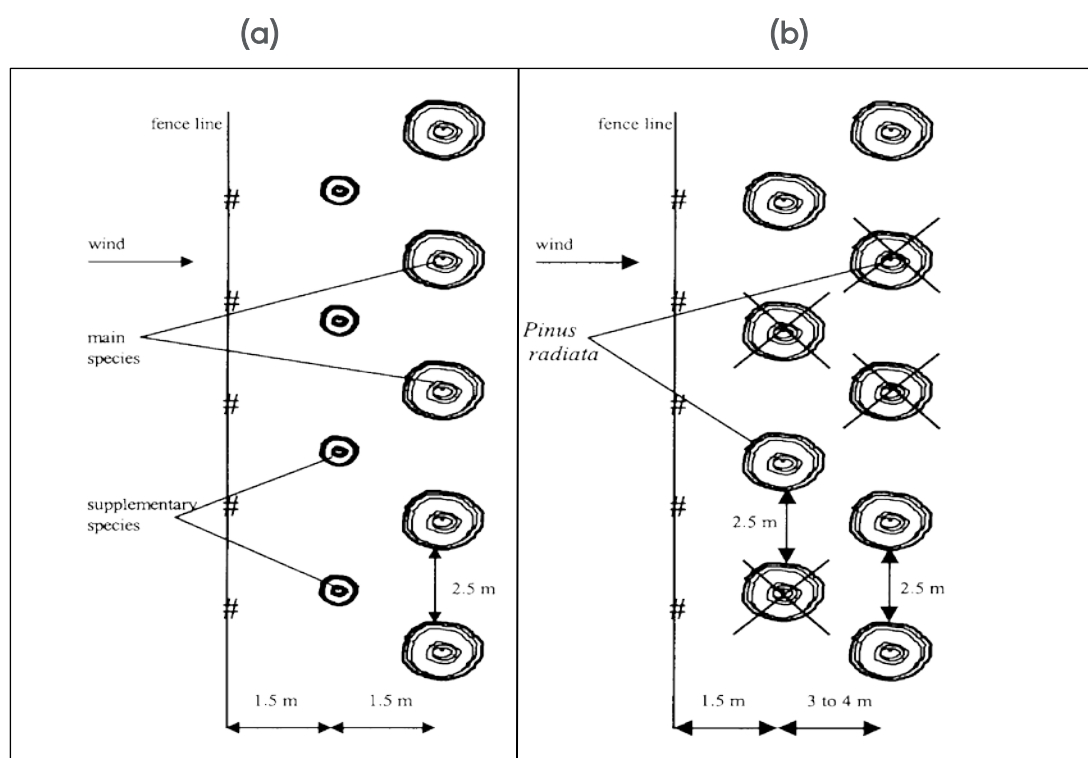 (a)
(b)
fence line
wind
main
species
supplementary
species
2.5 m
1.5 m
1.5 m
fence line
wind
Pinus
radiata
2.5 m
2.5 m
1.5 m
3 to 4 m